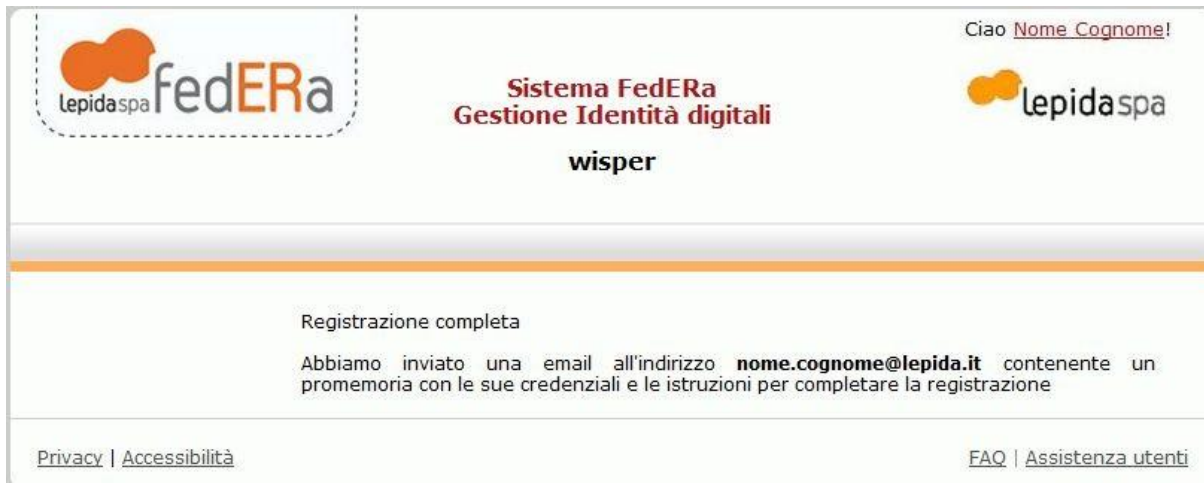 Ciao Nome Cognome!
lepidaspa fedERa
Sistema FedERa
Gestione Identità digitali
lepidaspa
wisper
Registrazione completa
Abbiamo inviato una email all'indirizzo nome.cognome@lepida.it contenente un
promemoria con le sue credenziali e le istruzioni per completare la registrazione
Privacy | Accessibilità
FAQ | Assistenza utenti